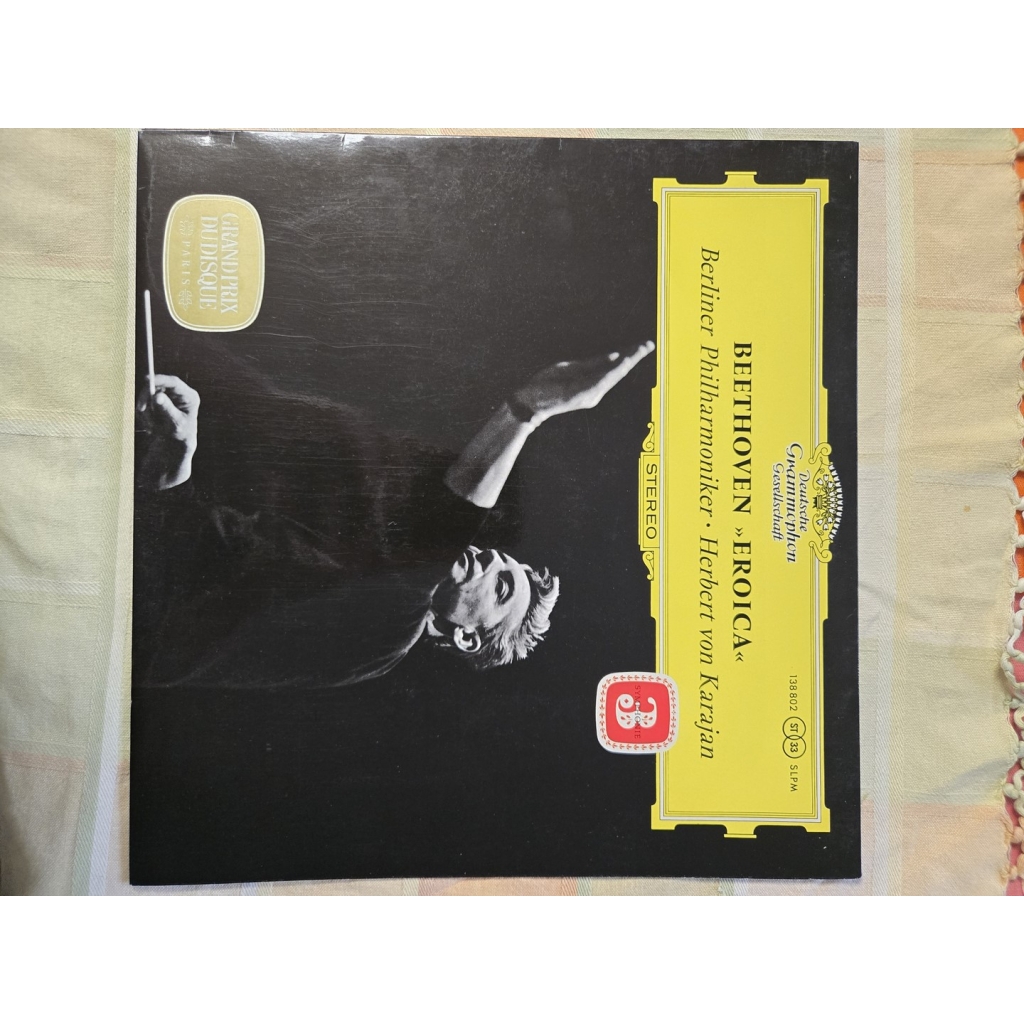 Deutsche
Grammophon
Gesellschaft
138 802 ST 33 SLPM
BEETHOVEN »EROICA«
Berliner Philharmoniker · Herbert von Karajan
STEREO
3
GRAND PRIX
DU DISQUE
PARIS